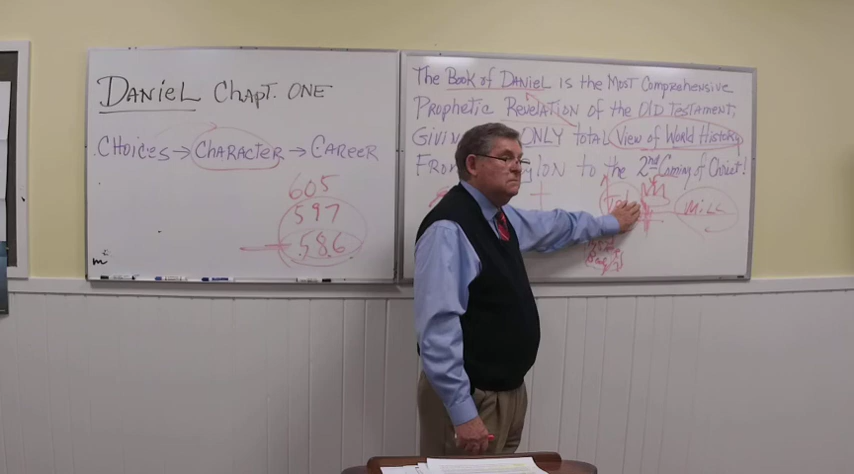 DANIEL CHAPT. ONE
CHOICES → CHARACTER → CAREER
605
597
586
m
THE BOOK OF DANIEL IS THE MOST COMPREHENSIVE
PROPHETIC REVELATION OF THE OLD TESTAMENT,
ONLY TOTAL VIEW OF WORLD HISTORY
TO THE 2nd COMING OF CHRIST!
MILL